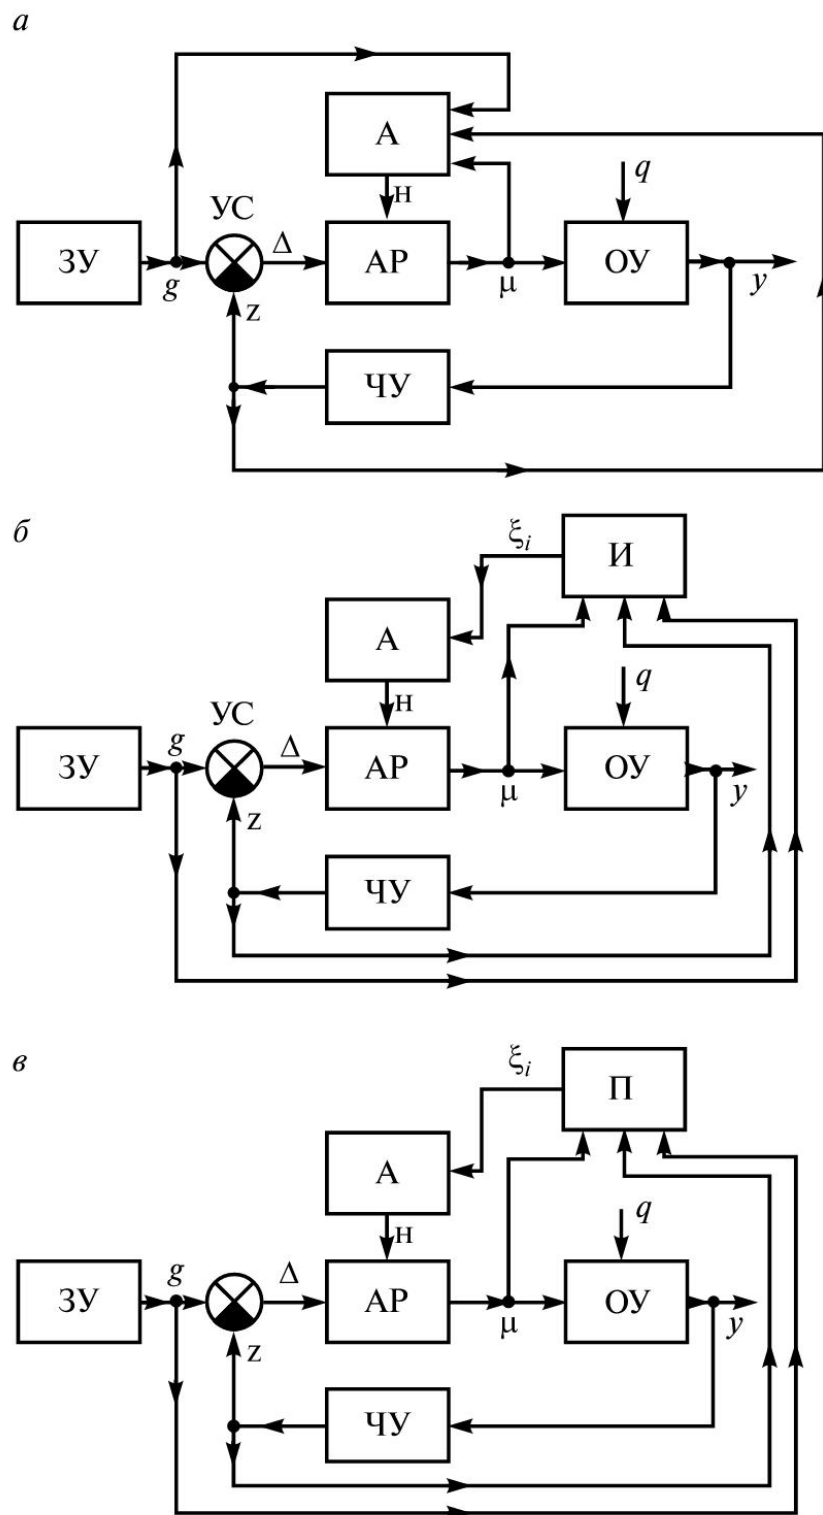 а
А
q
н
УС
ЗУ
g
Δ
АР
μ
ОУ
y
z
ЧУ
б
ξi
И
А
q
н
УС
ЗУ
g
Δ
АР
μ
ОУ
y
z
ЧУ
в
ξi
П
А
q
н
ЗУ
g
Δ
АР
μ
ОУ
y
z
ЧУ